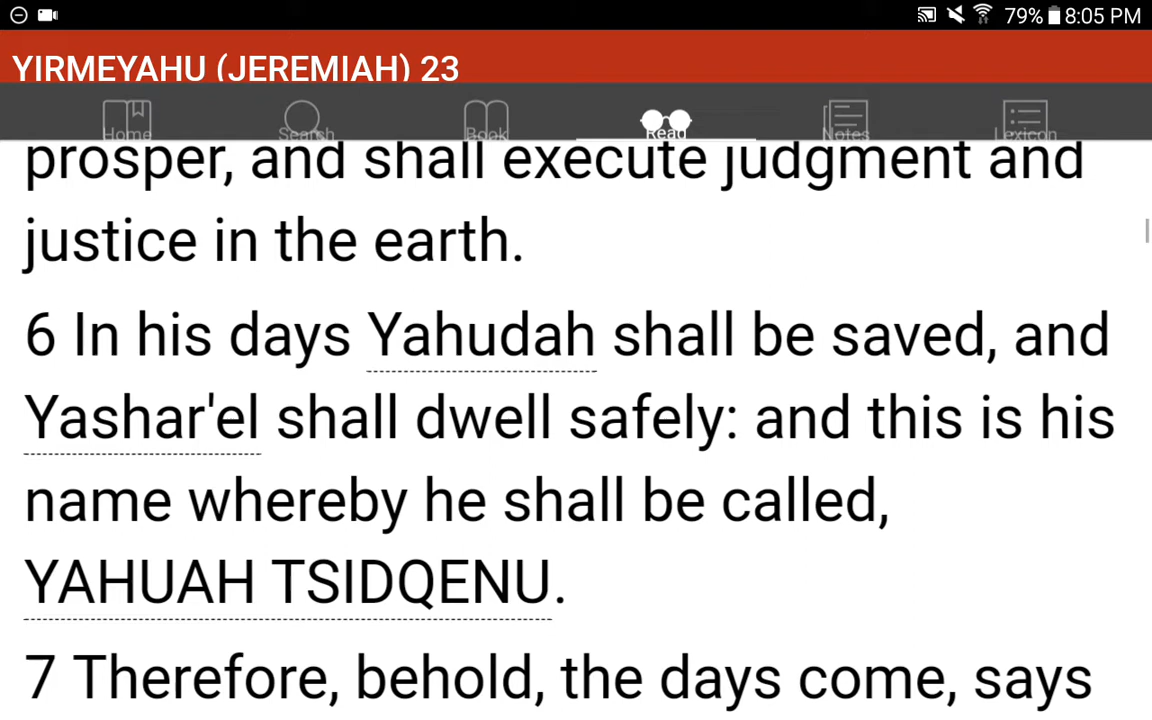 79% 8:05 PM
YIRMEYAHU (JEREMIAH) 23
Home Search Book Read Notes Lexicon
prosper, and shall execute judgment and
justice in the earth.
6 In his days Yahudah shall be saved, and
Yashar'el shall dwell safely: and this is his
name whereby he shall be called,
YAHUAH TSIDQENU.
7 Therefore, behold, the days come, says